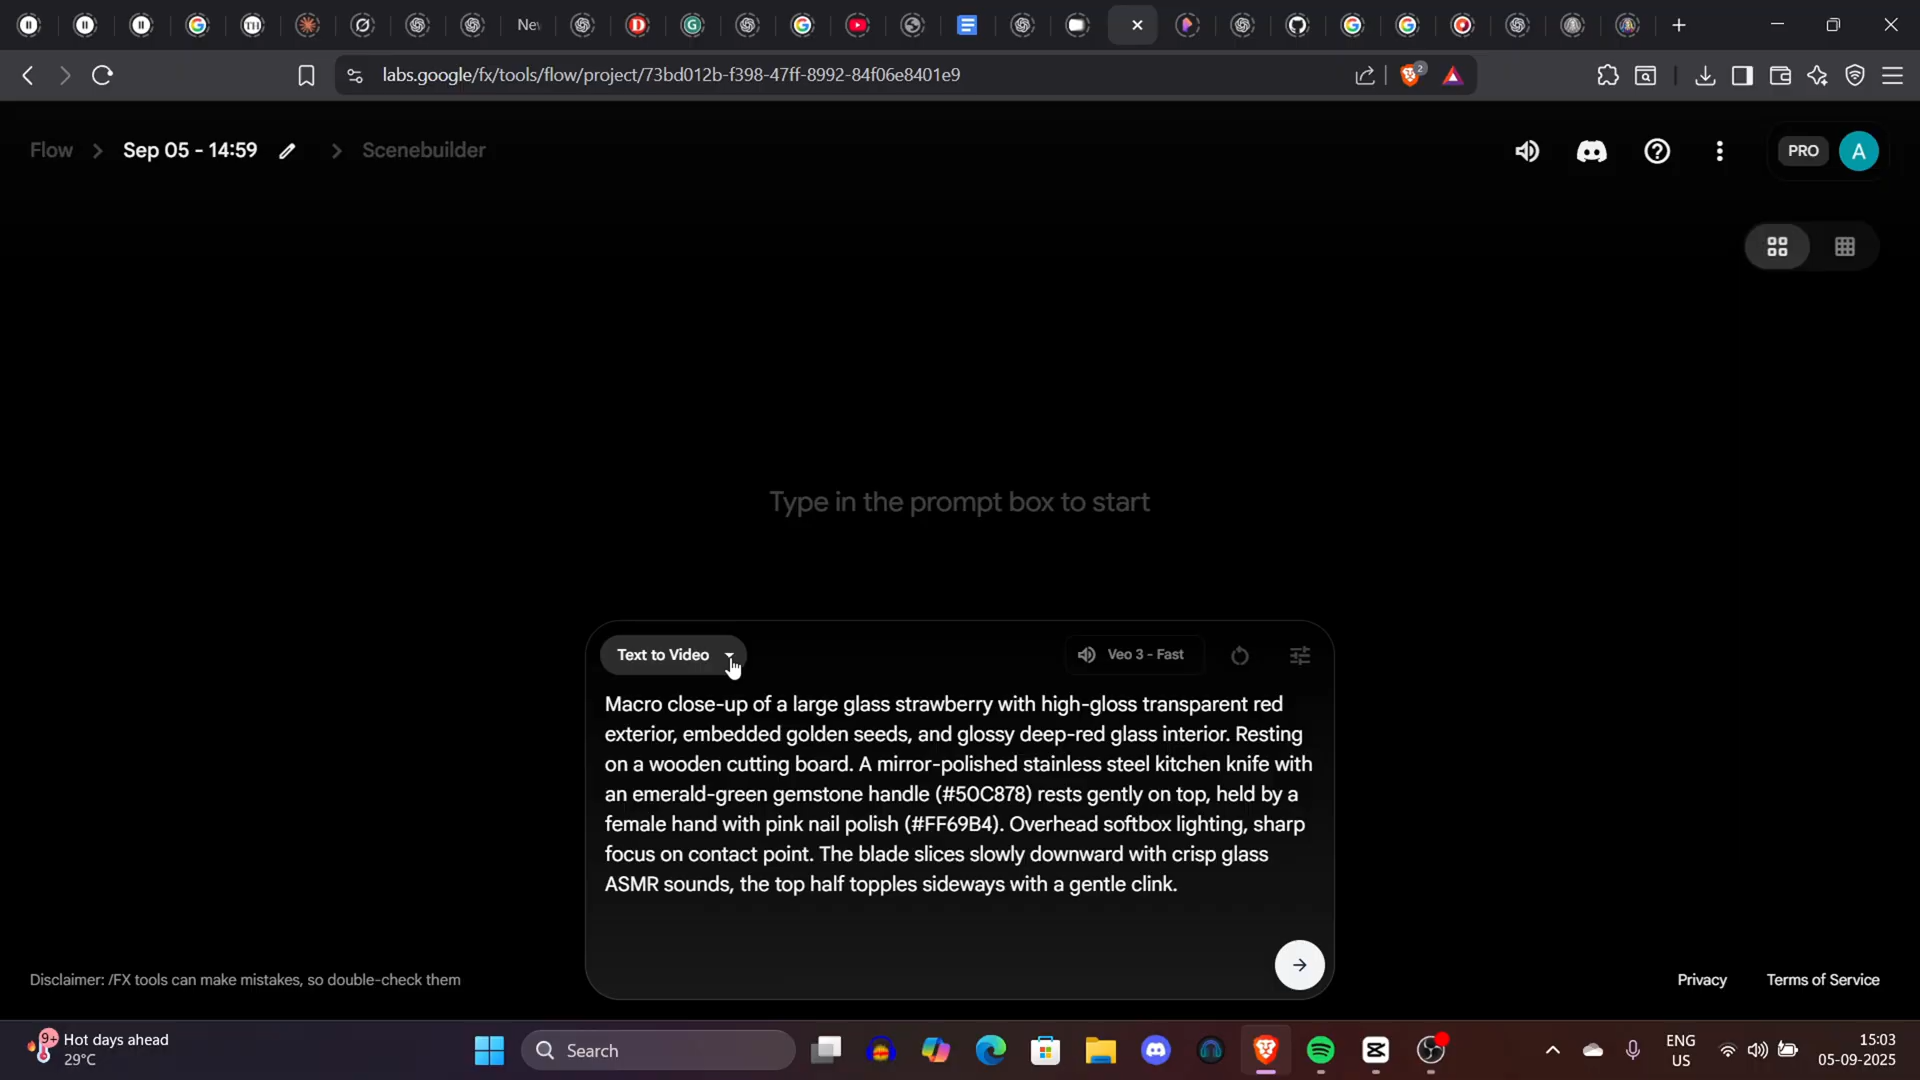 New
labs.google/fx/tools/flow/project/73bd012b-f398-47ff-8992-84f06e8401e9
2
Flow > Sep 05 - 14:59 > Scenebuilder
PRO A
Type in the prompt box to start
Text to Video
Veo 3 - Fast
Macro close-up of a large glass strawberry with high-gloss transparent red
exterior, embedded golden seeds, and glossy deep-red glass interior. Resting
on a wooden cutting board. A mirror-polished stainless steel kitchen knife with
an emerald-green gemstone handle (#50C878) rests gently on top, held by a
female hand with pink nail polish (#FF69B4). Overhead softbox lighting, sharp
focus on contact point. The blade slices slowly downward with crisp glass
ASMR sounds, the top half topples sideways with a gentle clink.
Disclaimer: /FX tools can make mistakes, so double-check them
Privacy
Terms of Service
9+
Hot days ahead
29°C
Search
ENG
US
15:03
05-09-2025